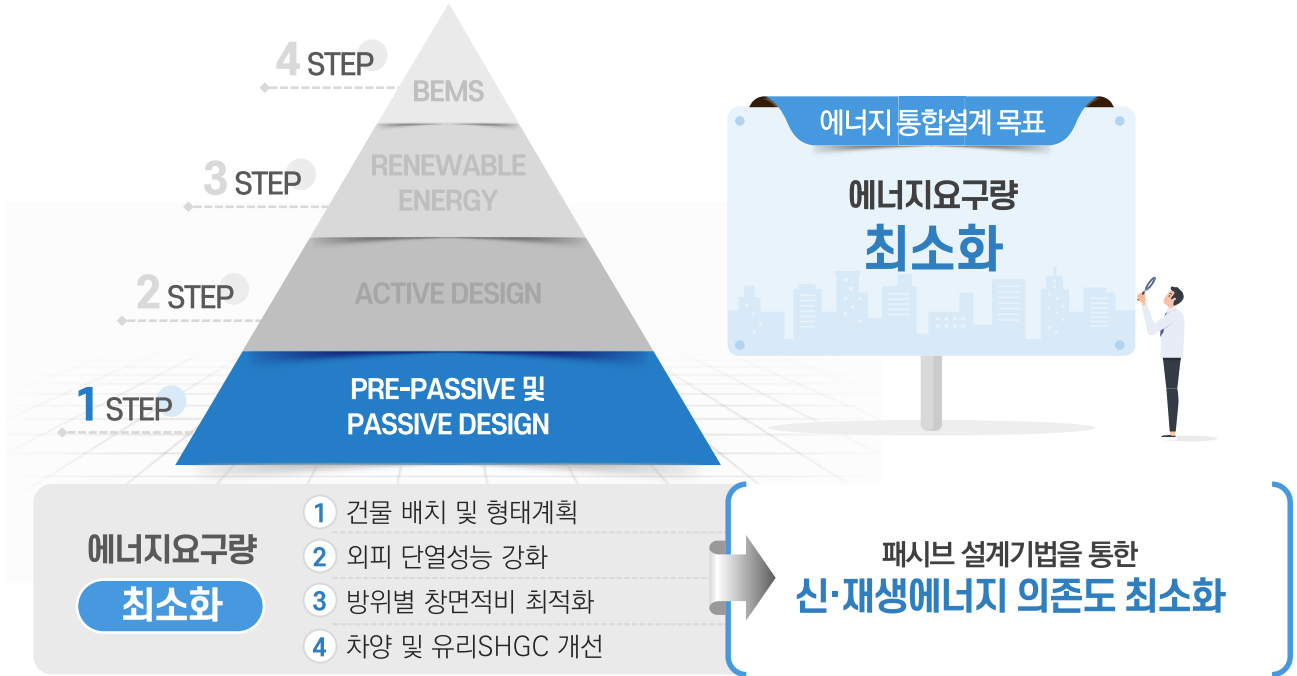 4 STEP
BEMS
3 STEP
RENEWABLE
ENERGY
2 STEP
ACTIVE DESIGN
1 STEP
PRE-PASSIVE 및
PASSIVE DESIGN
에너지 통합설계 목표
에너지요구량
최소화
에너지요구량
최소화
1 건물 배치 및 형태계획
2 외피 단열성능 강화
3 방위별 창면적비 최적화
4 차양 및 유리SHGC 개선
패시브 설계기법을 통한
신·재생에너지 의존도 최소화